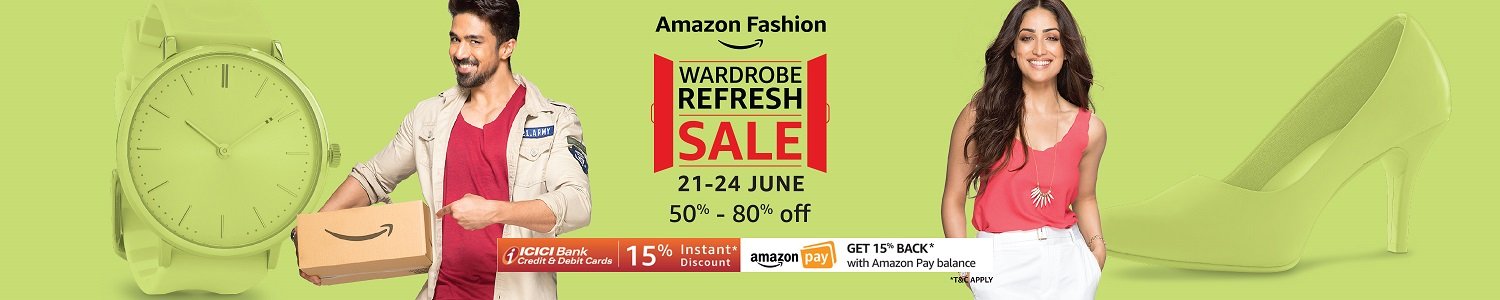 Amazon Fashion
WARDROBE
REFRESH
SALE
21-24 JUNE
50% - 80% off
i ICICI Bank
Credit & Debit Cards
15% Instant*
Discount
amazon pay
GET 15% BACK*
with Amazon Pay balance
*T&C APPLY